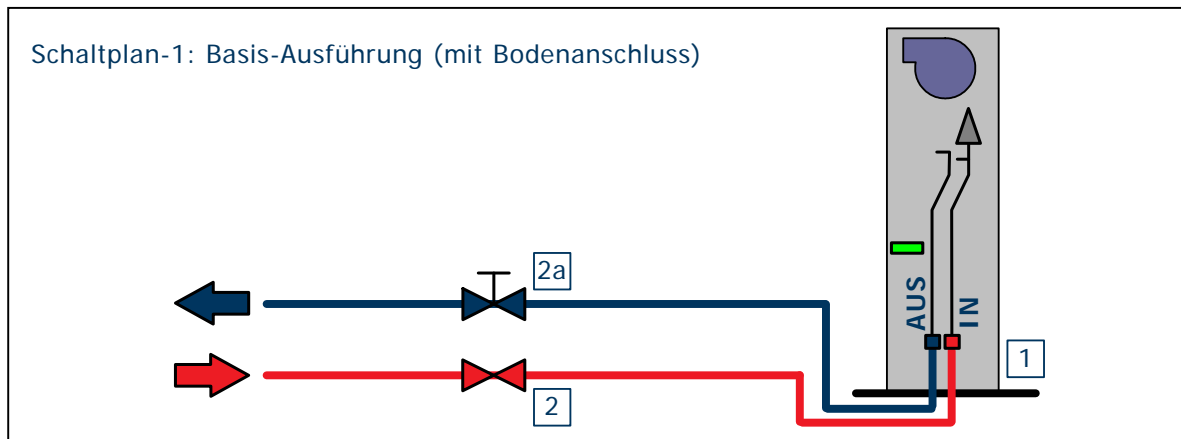 Schaltplan-1: Basis-Ausführung (mit Bodenanschluss)
2a
AUS
IN
1
2